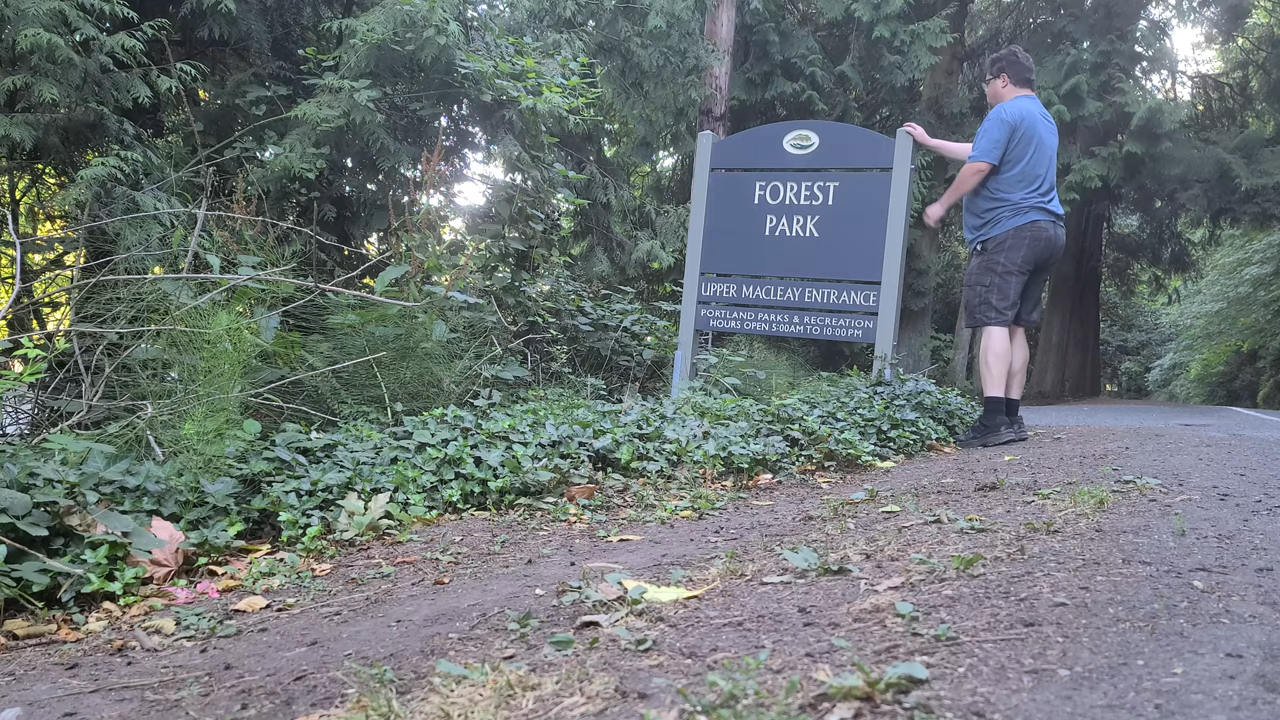 FOREST
PARK
UPPER MACLEAY ENTRANCE
PORTLAND PARKS & RECREATION
HOURS OPEN 5:00AM TO 10:00PM